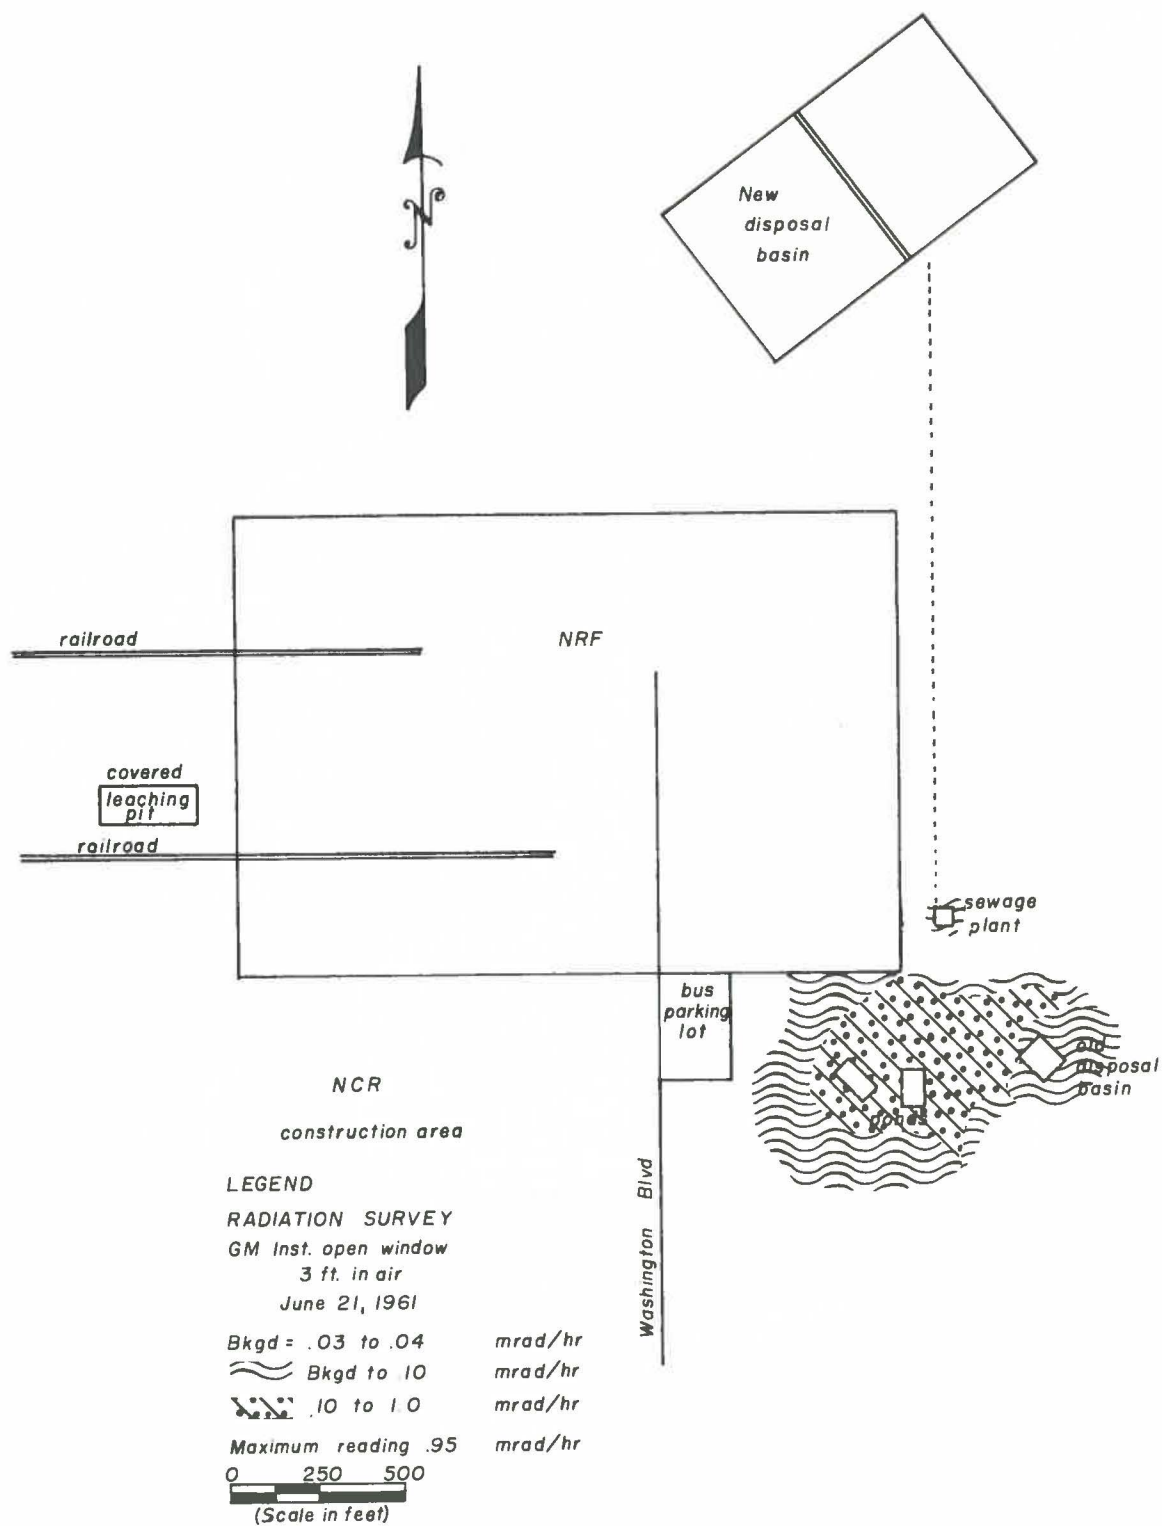 N
New
disposal
basin
railroad
NRF
covered
leaching
pit
railroad
sewage
plant
bus
parking
lot
old
disposal
basin
ponds
NCR
construction area
Washington Blvd
LEGEND
RADIATION SURVEY
GM Inst. open window
3 ft. in air
June 21, 1961
Bkgd = .03 to .04 mrad/hr
Bkgd to .10 mrad/hr
.10 to 1.0 mrad/hr
Maximum reading .95 mrad/hr
0 250 500
(Scale in feet)